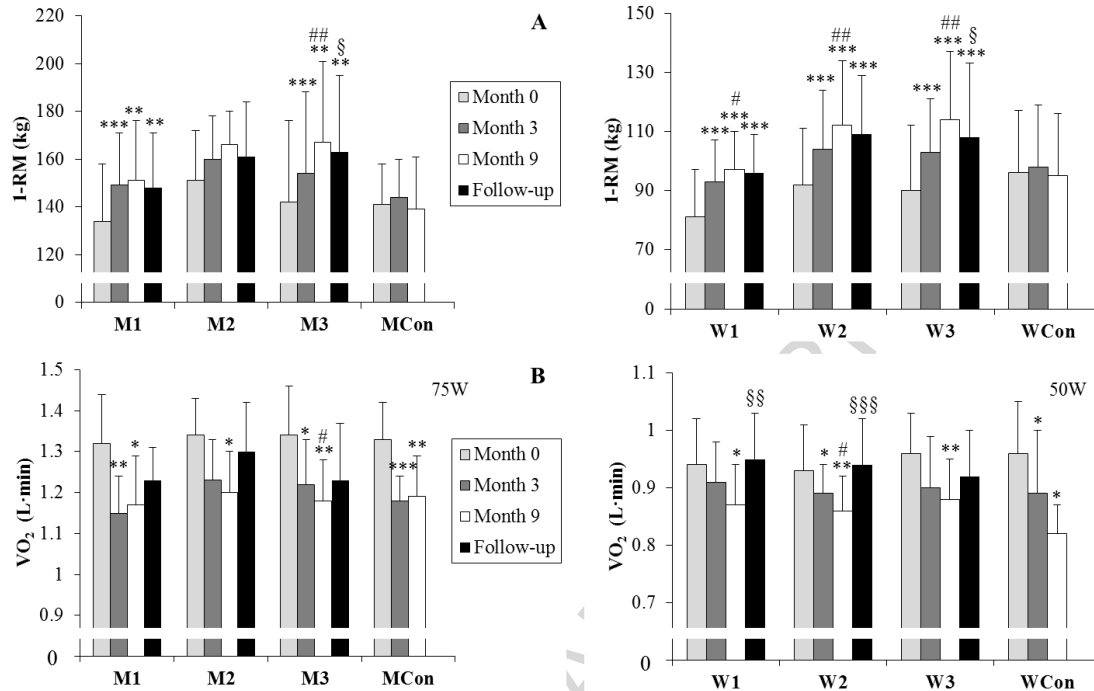 A
1-RM (kg)
220
200
180
160
140
120
0
*** ** **
## §
*** ** **
M1 M2 M3 MCon
Month 0
Month 3
Month 9
Follow-up
1-RM (kg)
150
130
110
90
70
0
#
*** *** ***
##
*** *** ***
## §
*** *** ***
W1 W2 W3 WCon
B
75W
VO₂ (L·min)
1.5
1.4
1.3
1.2
1.1
1
0.9
0
** *
*
#
* **
*** **
M1 M2 M3 MCon
Month 0
Month 3
Month 9
Follow-up
50W
VO₂ (L·min)
1.1
1
0.9
0.8
0.7
0
§§
*
§§§
#
* **
**
*
*
W1 W2 W3 WCon